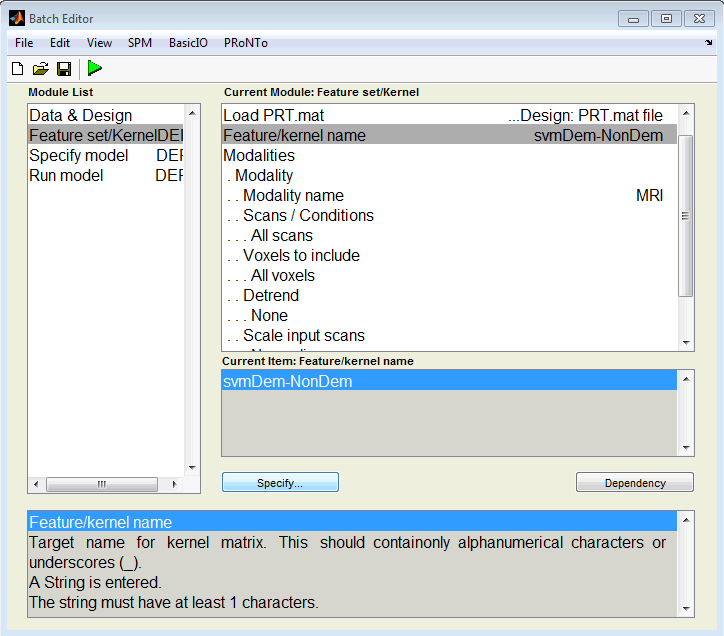 Batch Editor
File Edit View SPM BasicIO PRoNTo
Module List
Data & Design
Feature set/KernelDEI
Specify model DEF
Run model DEF
Current Module: Feature set/Kernel
Load PRT.mat ...Design: PRT.mat file
Feature/kernel name svmDem-NonDem
Modalities
. Modality
. . Modality name MRI
. . Scans / Conditions
. . . All scans
. . Voxels to include
. . . All voxels
. . Detrend
. . . None
. . Scale input scans
Current Item: Feature/kernel name
svmDem-NonDem
Specify... Dependency
Feature/kernel name
Target name for kernel matrix. This should containonly alphanumerical characters or
underscores (_).
A String is entered.
The string must have at least 1 characters.